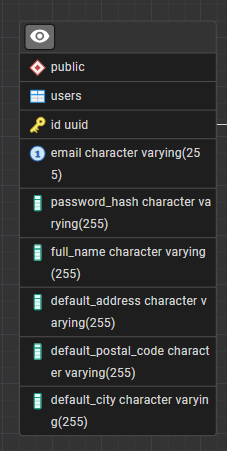 public
users
id uuid
1 email character varying(25
5)
password_hash character va
rying(255)
full_name character varying
(255)
default_address character v
arying(255)
default_postal_code charact
er varying(255)
default_city character varyin
g(255)